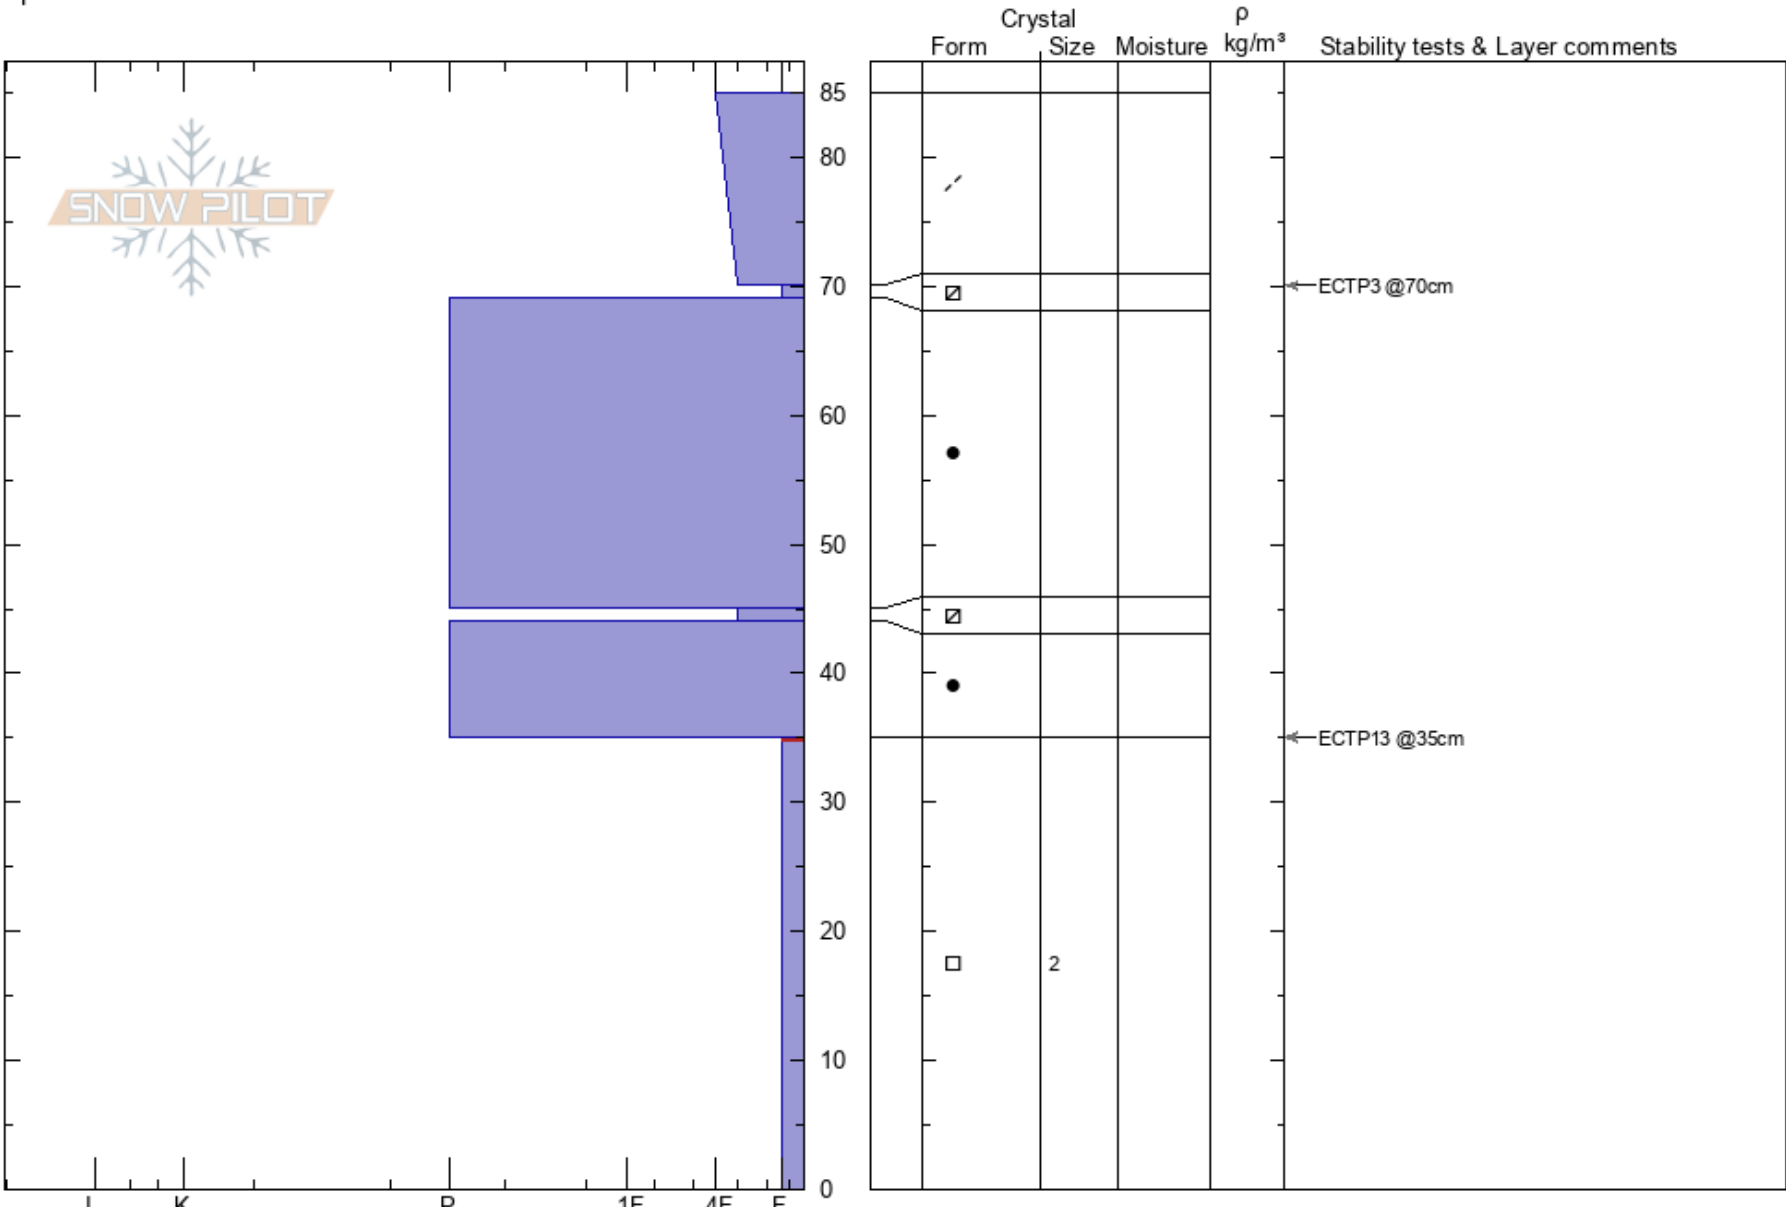 Crystal
ρ
Form Size Moisture kg/m³ Stability tests & Layer comments
85
80
SNOW PILOT
70
ECTP3 @70cm
60
50
40
ECTP13 @35cm
30
20
2
10
0
I K P 1F 4F F